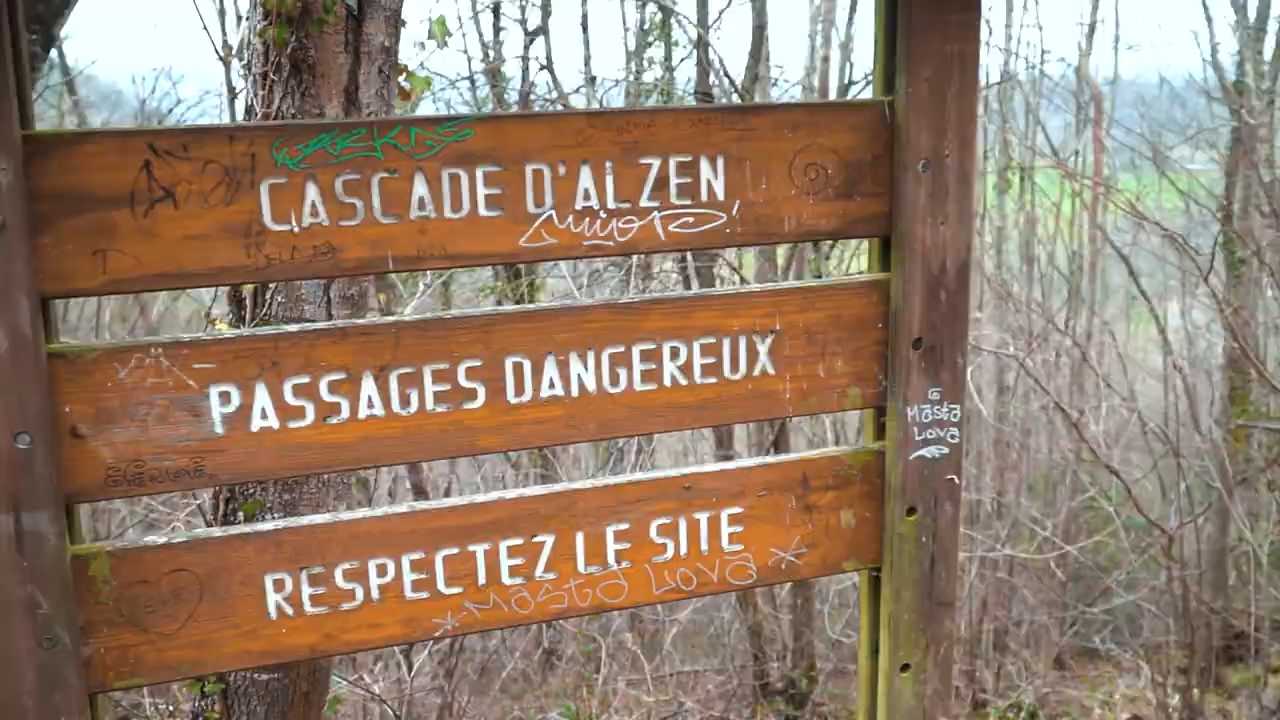 CASCADE D'ALZEN
PASSAGES DANGEREUX
RESPECTEZ LE SITE
*Masta Lova*
Masta
Lova